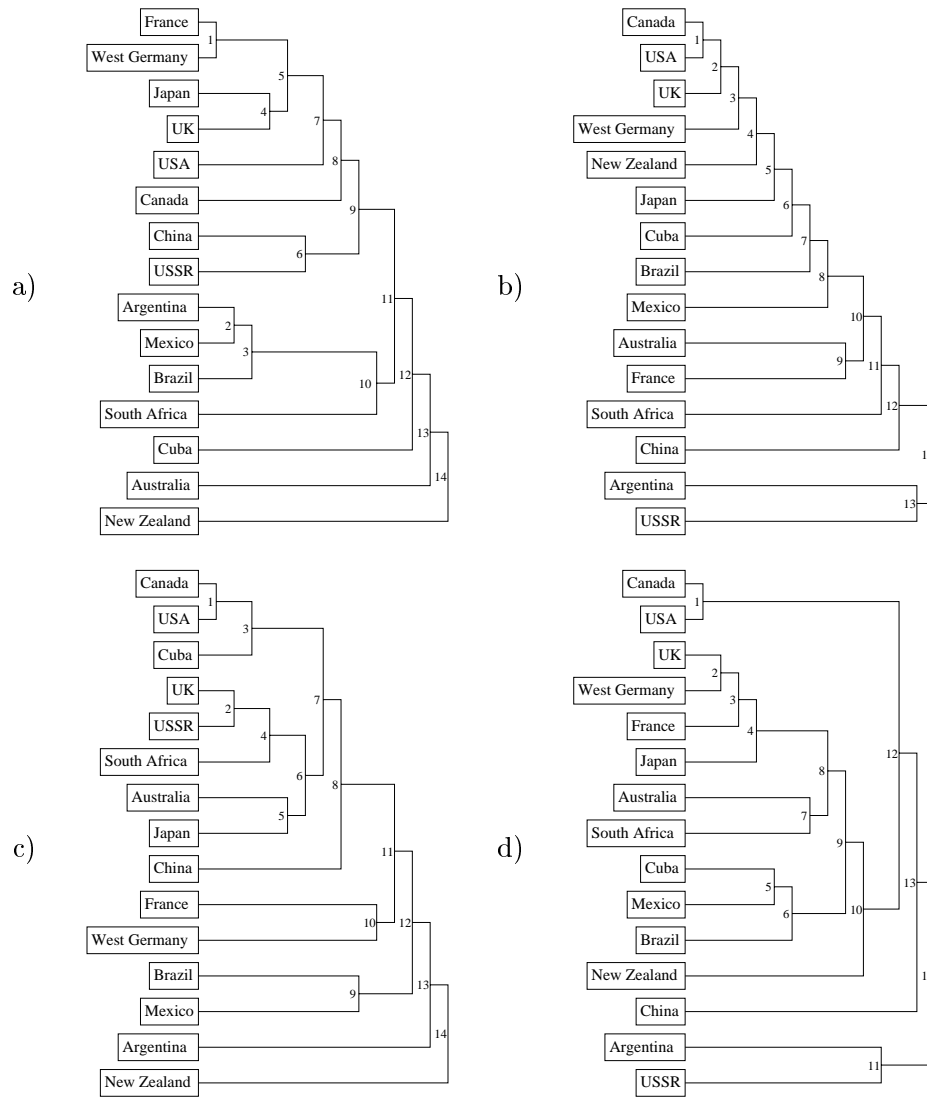 a)
France
West Germany
Japan
UK
USA
Canada
China
USSR
Argentina
Mexico
Brazil
South Africa
Cuba
Australia
New Zealand
1
5
4
7
8
9
6
11
2
3
10
12
13
14
b)
Canada
USA
UK
West Germany
New Zealand
Japan
Cuba
Brazil
Mexico
Australia
France
South Africa
China
Argentina
USSR
1
2
3
4
5
6
7
8
10
9
11
12
1
13
c)
Canada
USA
Cuba
UK
USSR
South Africa
Australia
Japan
China
France
West Germany
Brazil
Mexico
Argentina
New Zealand
1
3
7
2
4
6
8
5
11
10
12
9
13
14
d)
Canada
USA
UK
West Germany
France
Japan
Australia
South Africa
Cuba
Mexico
Brazil
New Zealand
China
Argentina
USSR
1
2
3
4
12
8
7
9
5
13
6
10
1
11